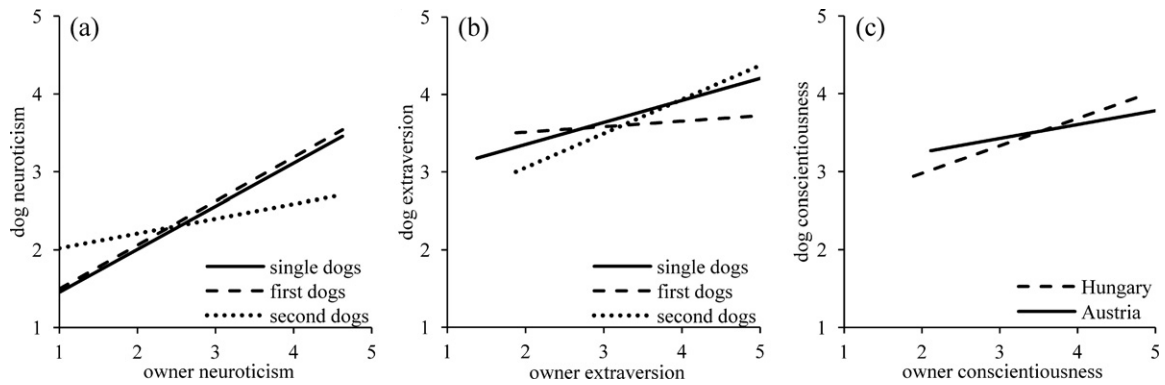 (a)
5
4
3
2
1
dog neuroticism
single dogs
first dogs
second dogs
1 2 3 4 5
owner neuroticism
(b)
5
4
3
2
1
dog extraversion
single dogs
first dogs
second dogs
1 2 3 4 5
owner extraversion
(c)
5
4
3
2
1
dog conscientiousness
Hungary
Austria
1 2 3 4 5
owner conscientiousness